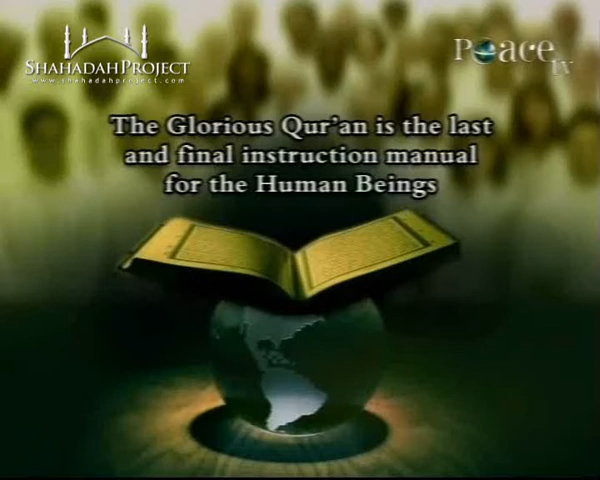 SHAHADAHPROJECT
www.shahadahproject.com
Peace tv
The Glorious Qur'an is the last
and final instruction manual
for the Human Beings